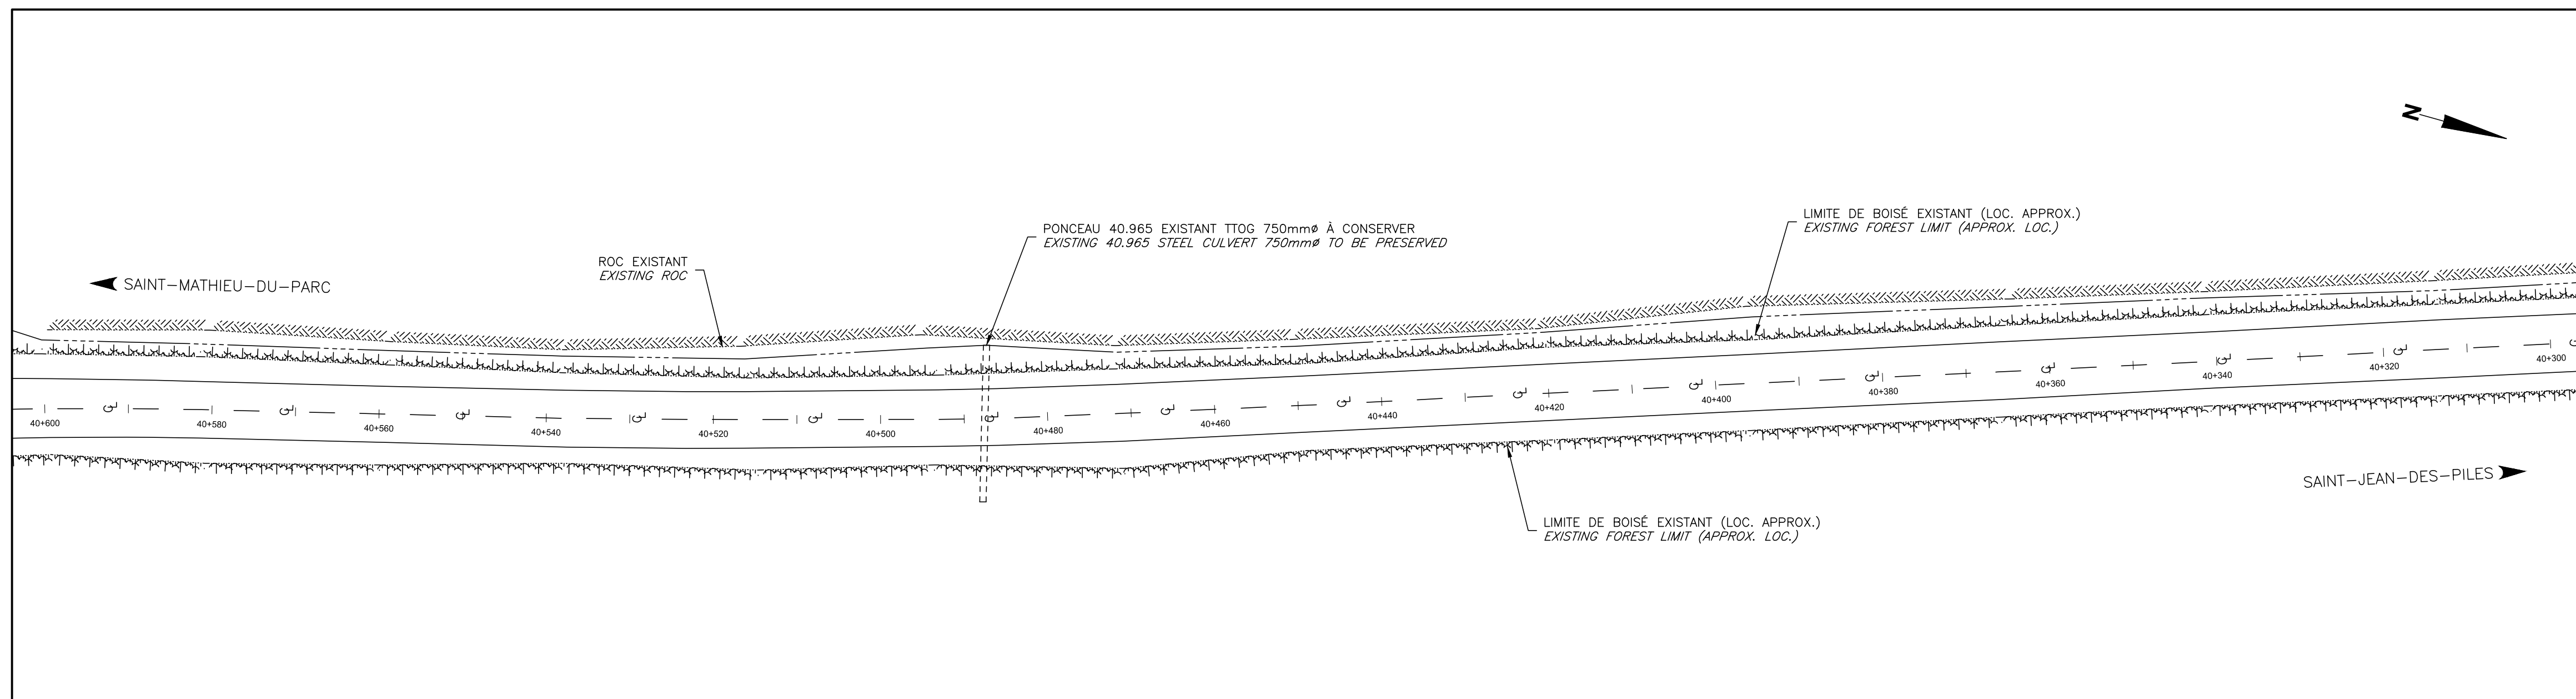 N
LIMITE DE BOISÉ EXISTANT (LOC. APPROX.)
EXISTING FOREST LIMIT (APPROX. LOC.)
PONCEAU 40.965 EXISTANT TTOG 750mmø À CONSERVER
EXISTING 40.965 STEEL CULVERT 750mmø TO BE PRESERVED
ROC EXISTANT
EXISTING ROC
SAINT-MATHIEU-DU-PARC
40+600
40+580
40+560
40+540
40+520
40+500
40+480
40+460
40+440
40+420
40+400
40+380
40+360
40+340
40+320
40+300
SAINT-JEAN-DES-PILES
LIMITE DE BOISÉ EXISTANT (LOC. APPROX.)
EXISTING FOREST LIMIT (APPROX. LOC.)